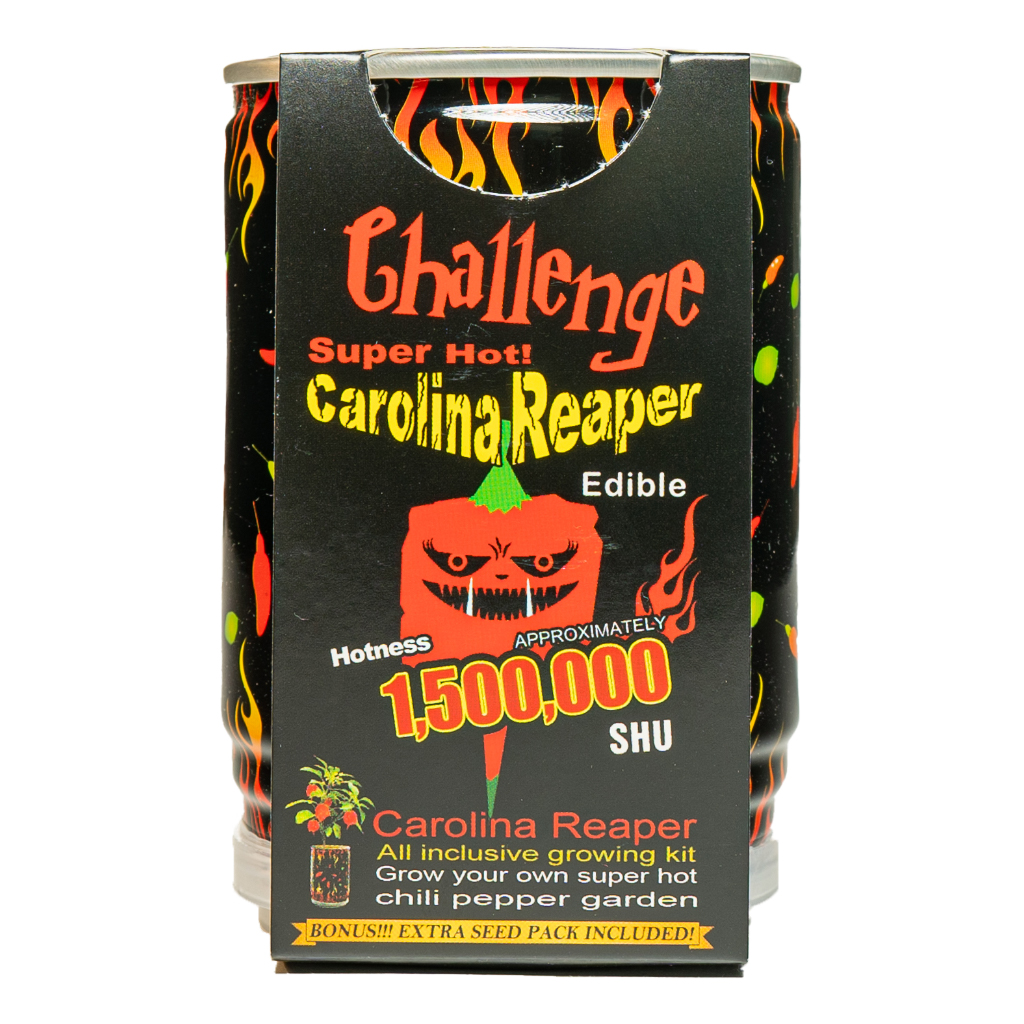 Challenge
Super Hot!
Carolina Reaper
Edible
Hotness
APPROXIMATELY
1,500,000
SHU
Carolina Reaper
All inclusive growing kit
Grow your own super hot
chili pepper garden
BONUS!!! EXTRA SEED PACK INCLUDED!